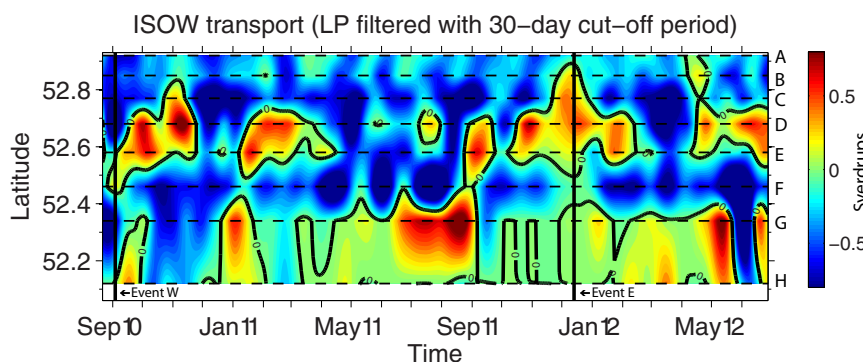 ISOW transport (LP filtered with 30−day cut−off period)
52.8
52.6
52.4
52.2
Latitude
A
B
C
D
E
F
G
H
0.5
0
−0.5
Sverdrups
←Event W
←Event E
Sep10 Jan11 May11 Sep11 Jan12 May12
Time